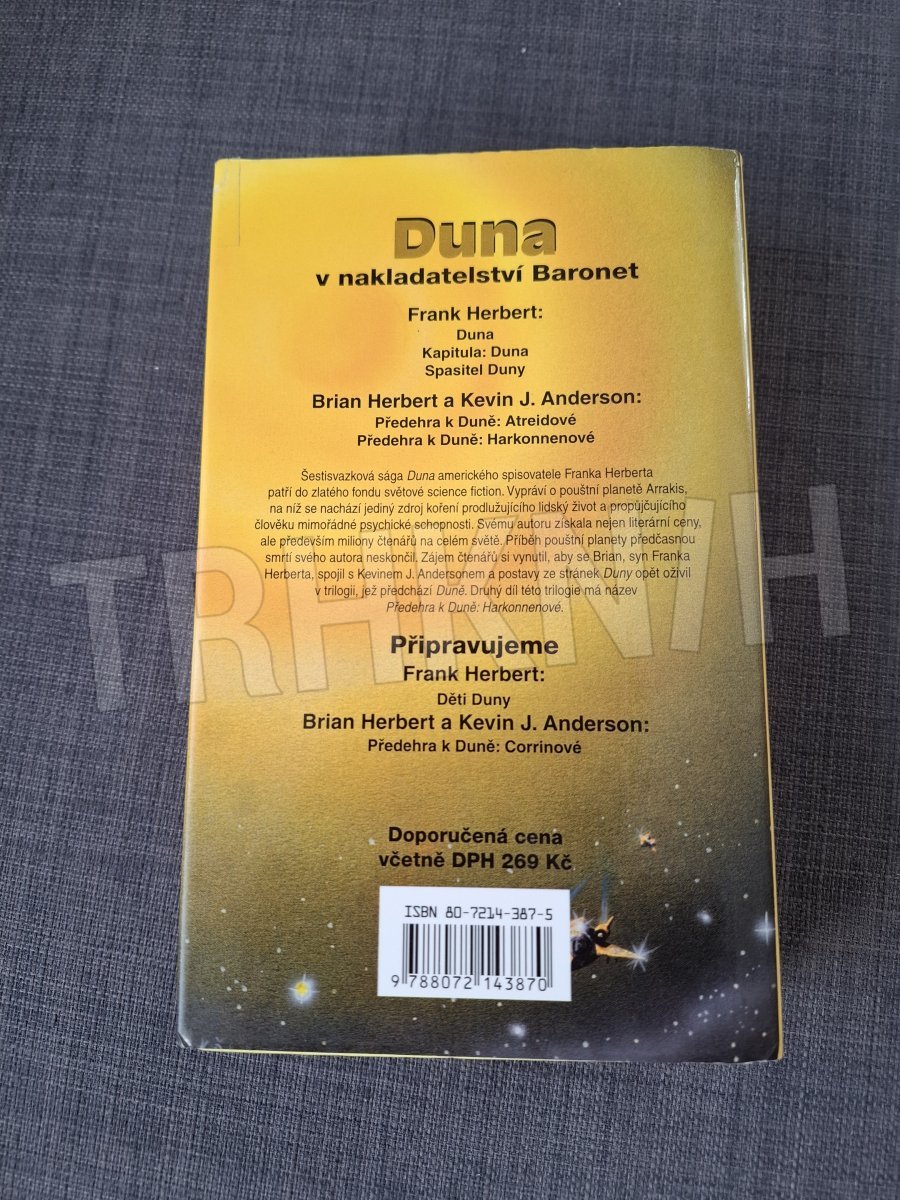 Duna
v nakladatelství Baronet
Frank Herbert:
Duna
Kapitula: Duna
Spasitel Duny
Brian Herbert a Kevin J. Anderson:
Předehra k Duně: Atreidové
Předehra k Duně: Harkonnenové
Šestisvazková sága Duna amerického spisovatele Franka Herberta
patří do zlatého fondu světové science fiction. Vypráví o pouštní planetě Arrakis,
na níž se nachází jediný zdroj koření prodlužujícího lidský život a propůjčujícího
člověku mimořádné psychické schopnosti. Svému autoru získala nejen literární ceny,
ale především miliony čtenářů na celém světě. Příběh pouštní planety předčasnou
smrtí svého autora neskončil. Zájem čtenářů si vynutil, aby se Brian, syn Franka
Herberta, spojil s Kevinem J. Andersonem a postavy ze stránek Duny opět oživil
v trilogii, jež předchází Duně. Druhý díl této trilogie má název
Předehra k Duně: Harkonnenové.
TRHKNIH
Připravujeme
Frank Herbert:
Děti Duny
Brian Herbert a Kevin J. Anderson:
Předehra k Duně: Corrinové
Doporučená cena
včetně DPH 269 Kč
ISBN 80-7214-387-5
9 788072 143870